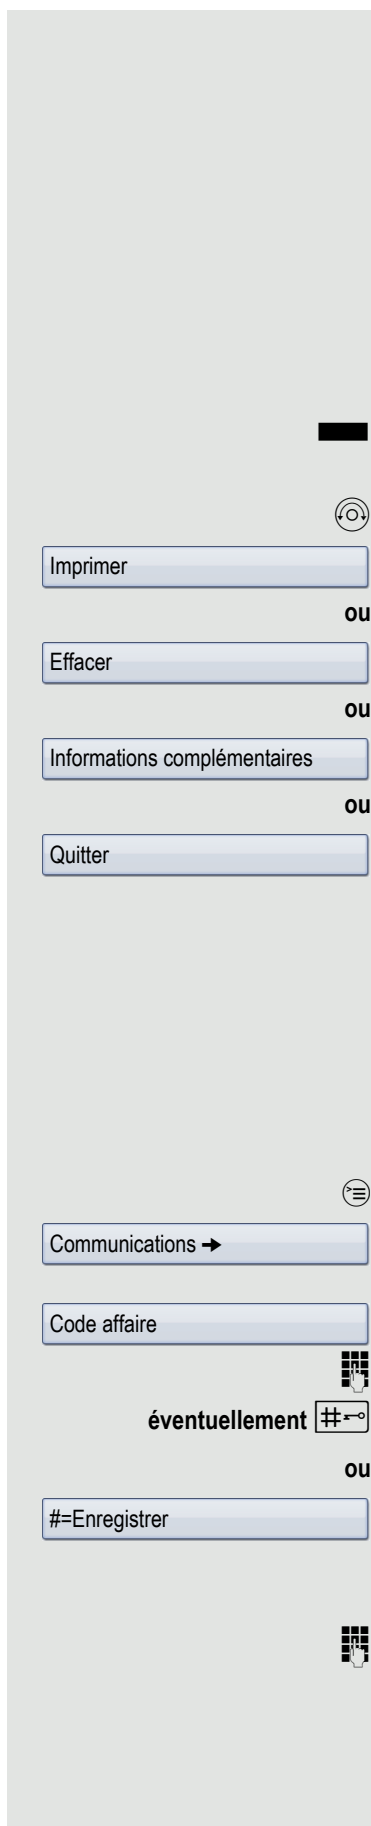 Imprimer
ou
Effacer
ou
Informations complémentaires
ou
Quitter
Communications →
Code affaire
éventuellement #
ou
#=Enregistrer